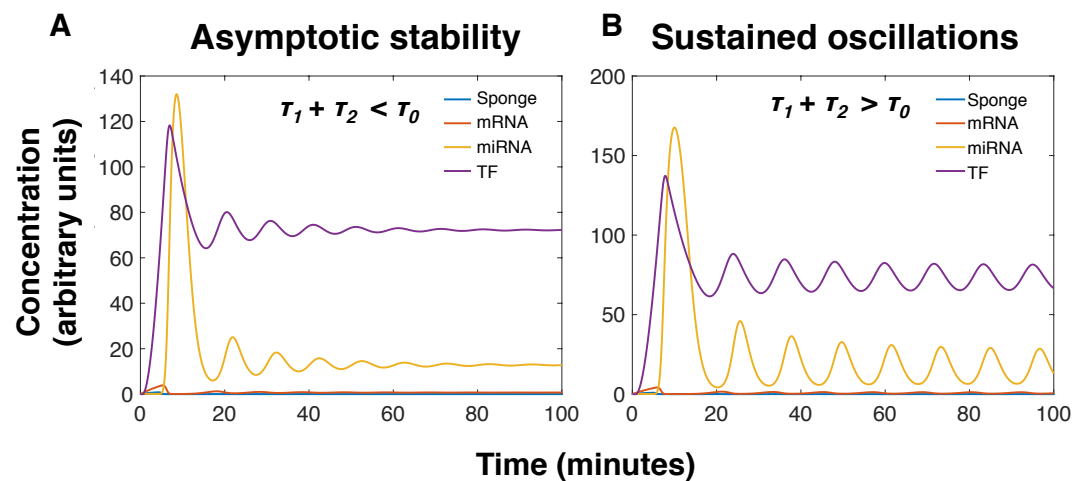 A Asymptotic stability
B Sustained oscillations
Concentration
(arbitrary units)
140
120
100
80
60
40
20
0
τ1 + τ2 < τ0
Sponge
mRNA
miRNA
TF
0 20 40 60 80 100
200
150
100
50
0
τ1 + τ2 > τ0
Sponge
mRNA
miRNA
TF
0 20 40 60 80 100
Time (minutes)